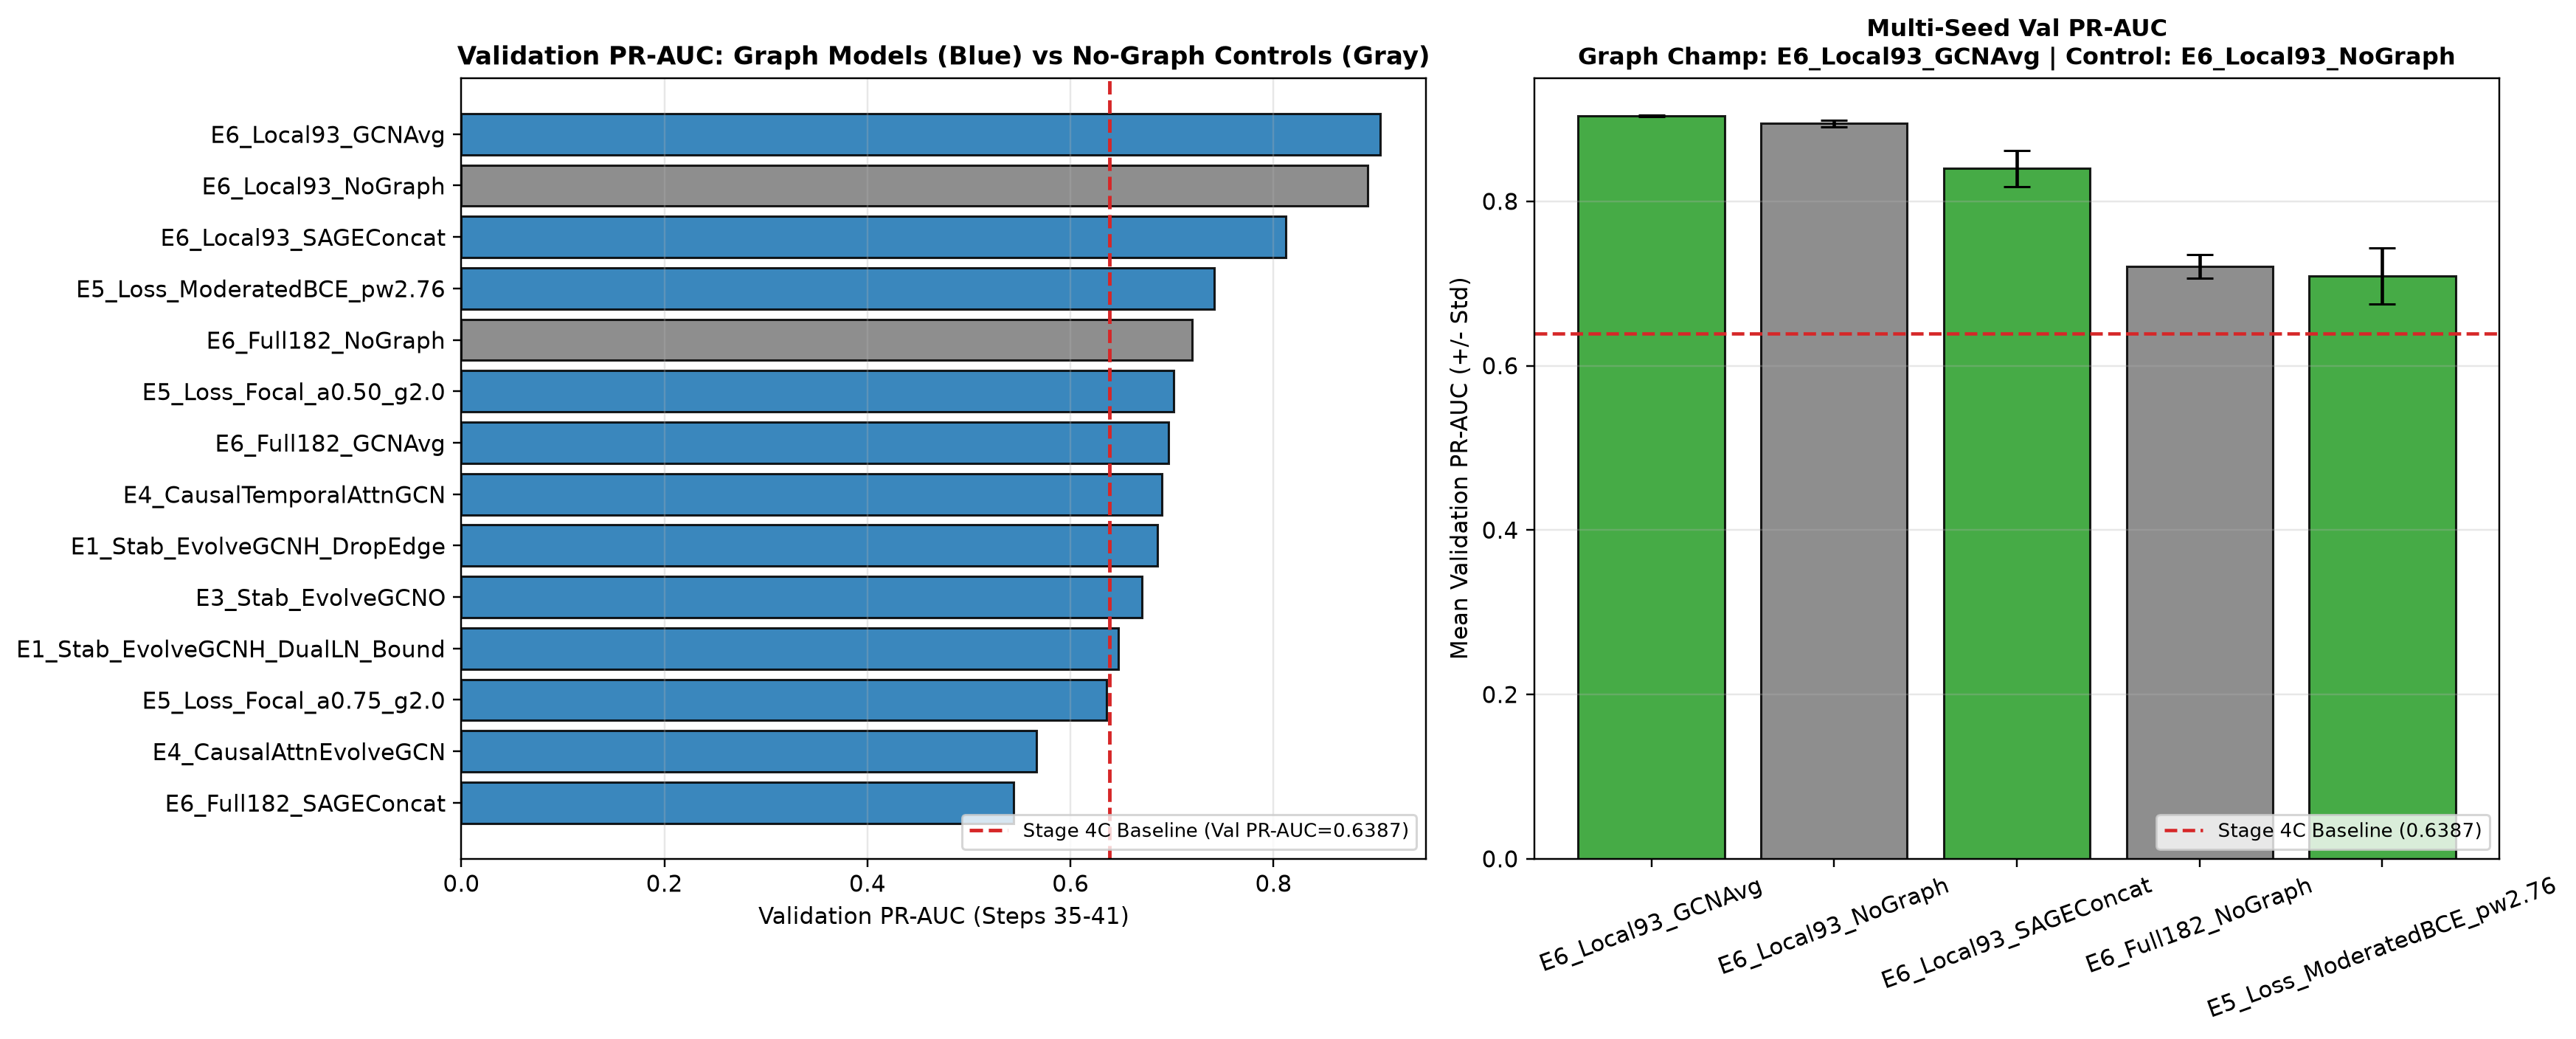 Validation PR-AUC: Graph Models (Blue) vs No-Graph Controls (Gray)
E6_Local93_GCNAvg
E6_Local93_NoGraph
E6_Local93_SAGEConcat
E5_Loss_ModeratedBCE_pw2.76
E6_Full182_NoGraph
E5_Loss_Focal_a0.50_g2.0
E6_Full182_GCNAvg
E4_CausalTemporalAttnGCN
E1_Stab_EvolveGCNH_DropEdge
E3_Stab_EvolveGCNO
E1_Stab_EvolveGCNH_DualLN_Bound
E5_Loss_Focal_a0.75_g2.0
E4_CausalAttnEvolveGCN
E6_Full182_SAGEConcat
Stage 4C Baseline (Val PR-AUC=0.6387)
0.0 0.2 0.4 0.6 0.8
Validation PR-AUC (Steps 35-41)
Multi-Seed Val PR-AUC
Graph Champ: E6_Local93_GCNAvg | Control: E6_Local93_NoGraph
Mean Validation PR-AUC (+/- Std)
0.8
0.6
0.4
0.2
0.0
Stage 4C Baseline (0.6387)
E6_Local93_GCNAvg
E6_Local93_NoGraph
E6_Local93_SAGEConcat
E6_Full182_NoGraph
E5_Loss_ModeratedBCE_pw2.76